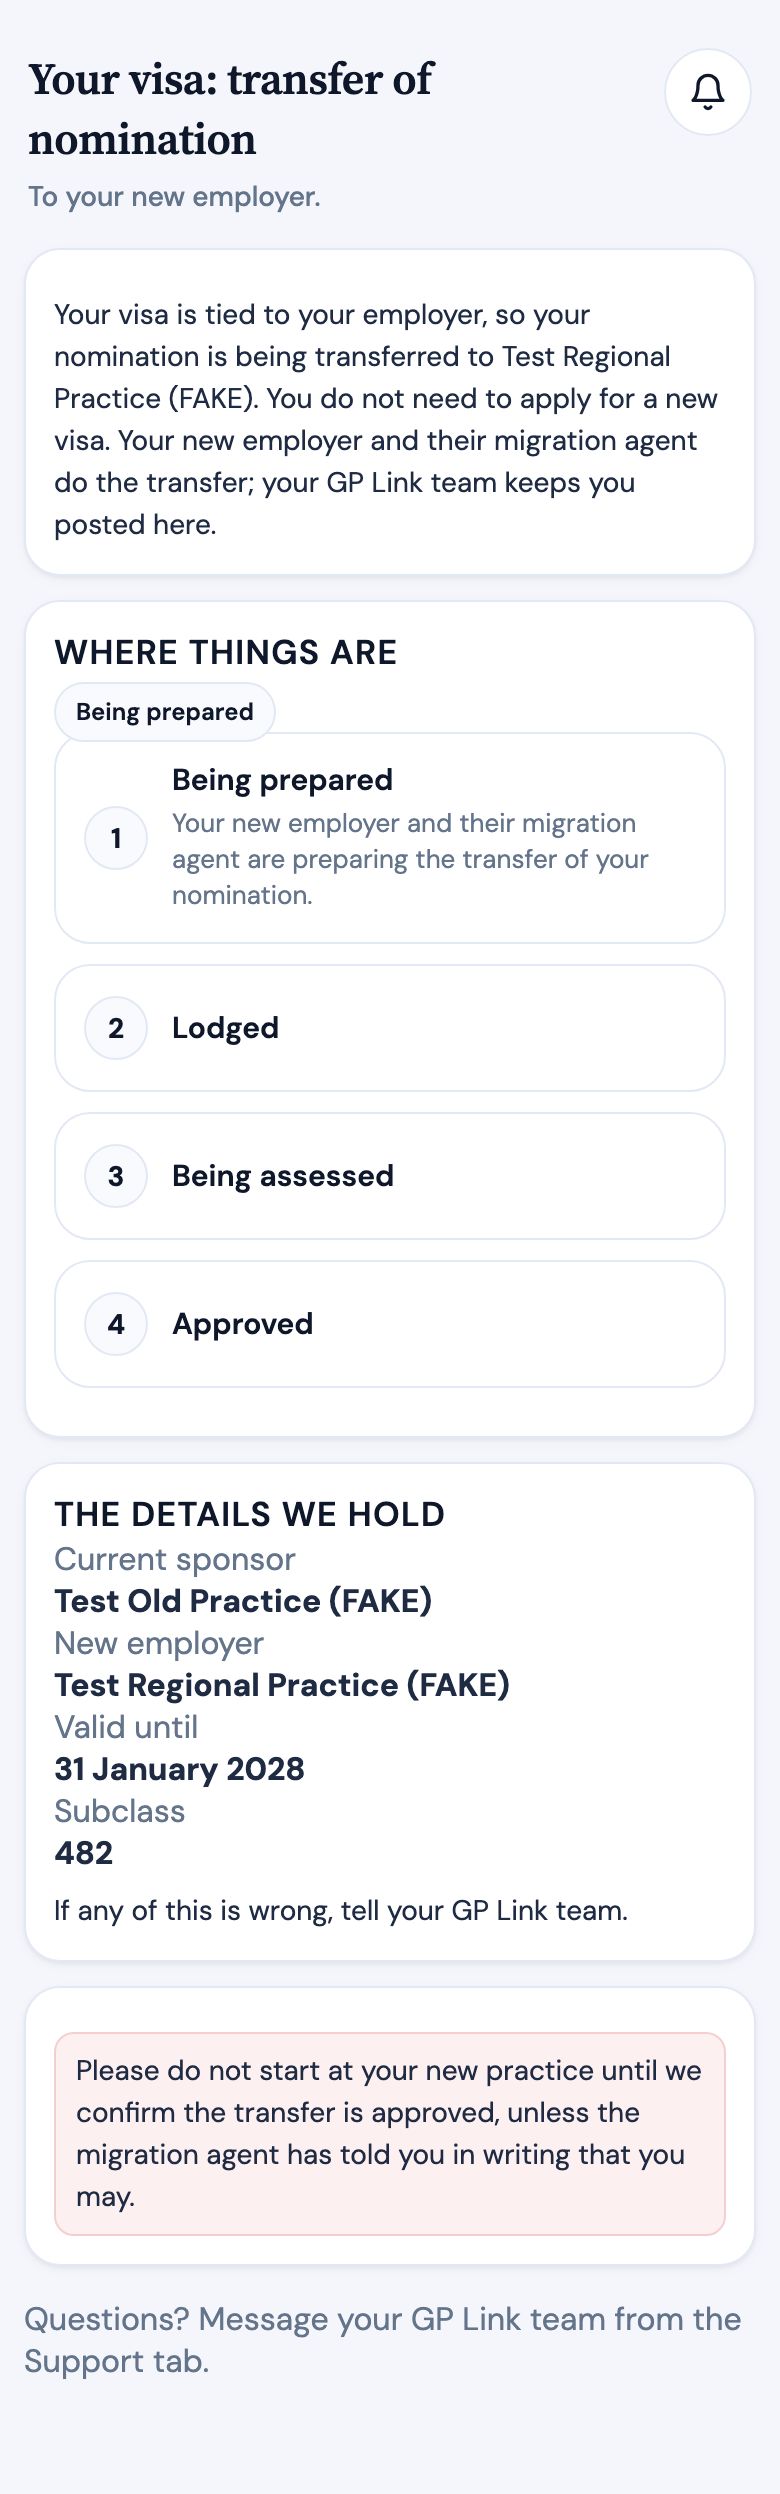 Your visa: transfer of
nomination
To your new employer.
Your visa is tied to your employer, so your
nomination is being transferred to Test Regional
Practice (FAKE). You do not need to apply for a new
visa. Your new employer and their migration agent
do the transfer; your GP Link team keeps you
posted here.
WHERE THINGS ARE
Being prepared
Being prepared
1
Your new employer and their migration
agent are preparing the transfer of your
nomination.
2 Lodged
3 Being assessed
4 Approved
THE DETAILS WE HOLD
Current sponsor
Test Old Practice (FAKE)
New employer
Test Regional Practice (FAKE)
Valid until
31 January 2028
Subclass
482
If any of this is wrong, tell your GP Link team.
Please do not start at your new practice until we
confirm the transfer is approved, unless the
migration agent has told you in writing that you
may.
Questions? Message your GP Link team from the
Support tab.